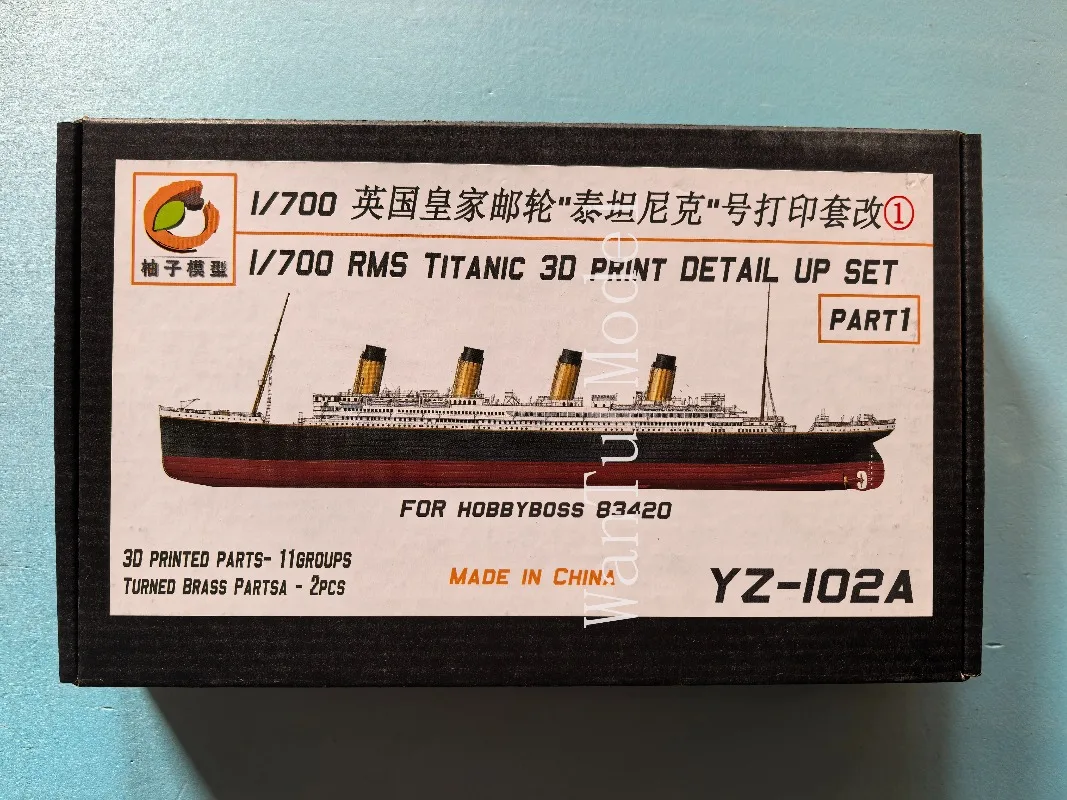 1/700 英国皇家邮轮"泰坦尼克"号打印套改①
柚子模型
1/700 RMS TITANIC 3D PRINT DETAIL UP SET
PART1
FOR HOBBYBOSS 83420
3D PRINTED PARTS- 11GROUPS
TURNED BRASS PARTSA - 2PCS
MADE IN CHINA
YZ-102A
WanTu Model